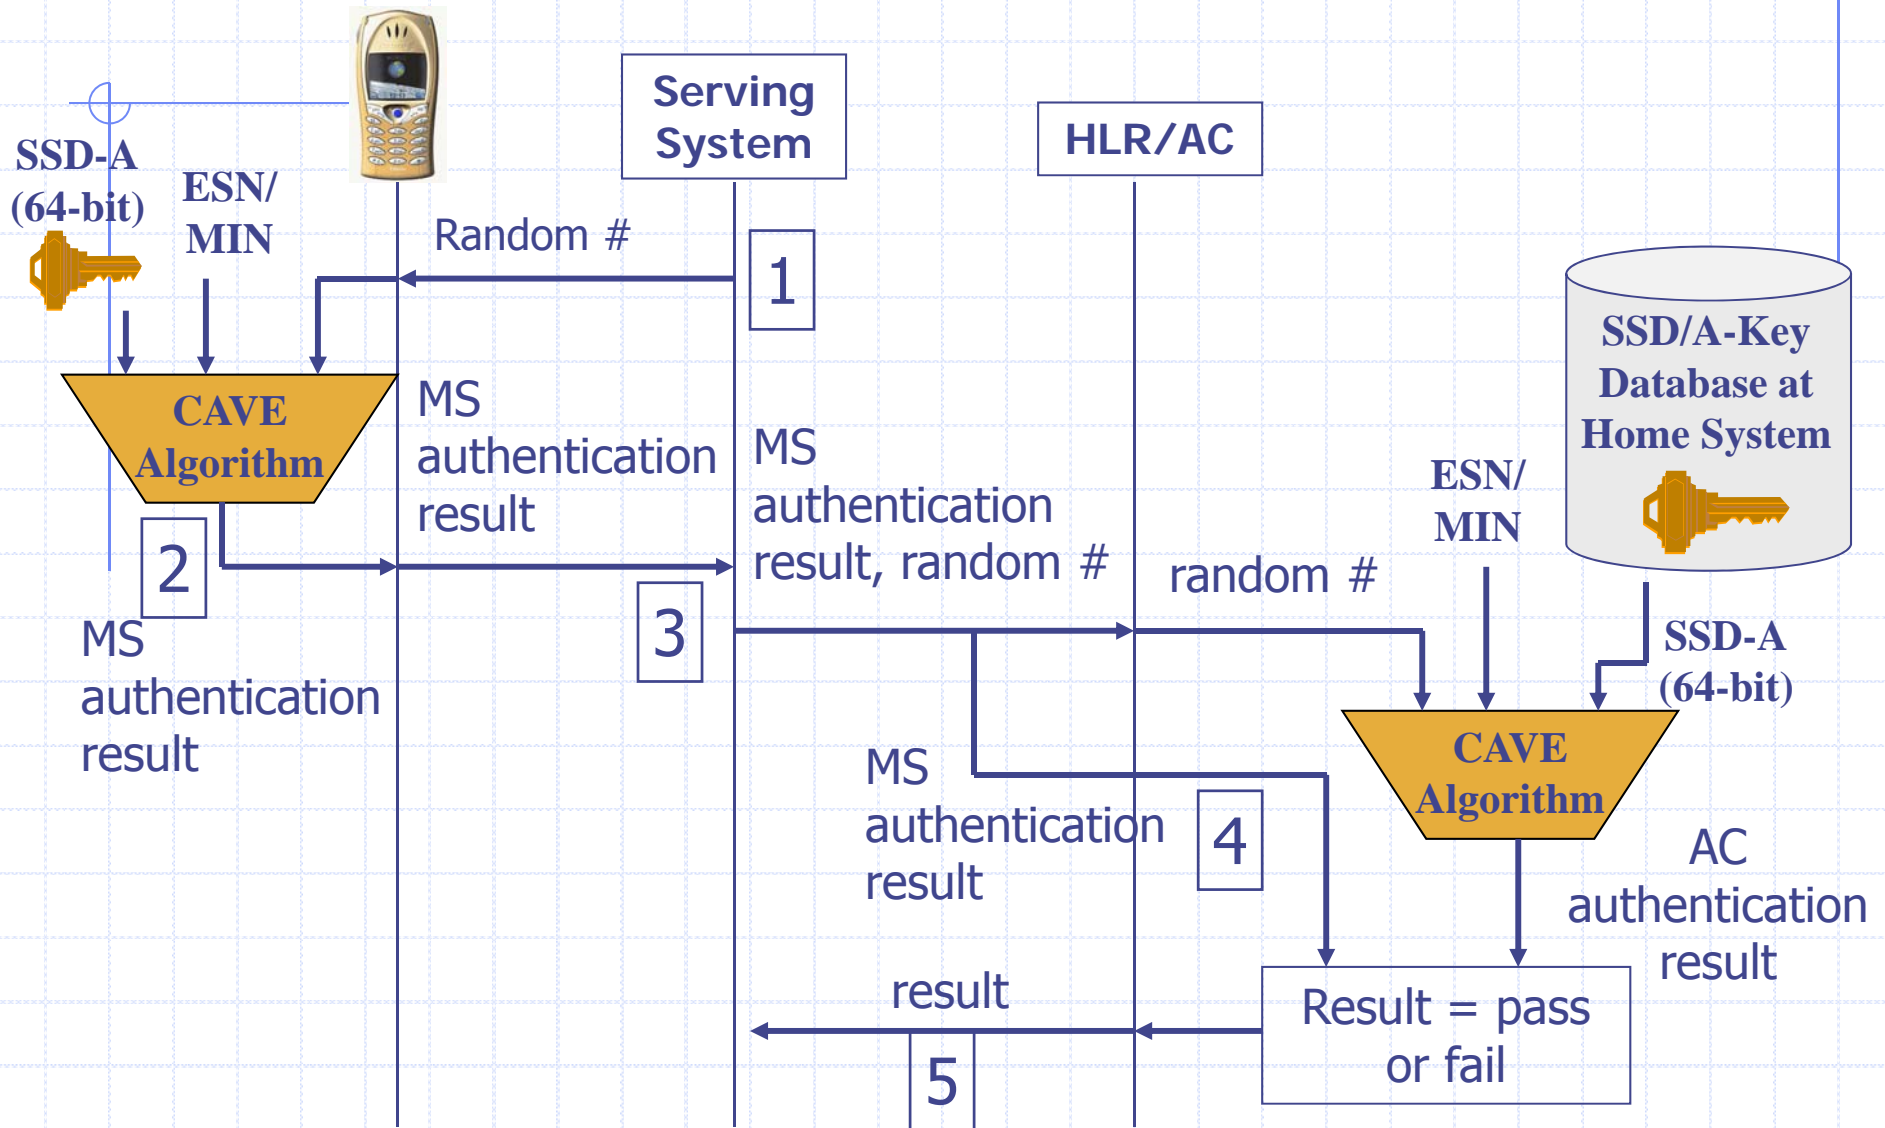 Serving
System
HLR/AC
SSD-A
(64-bit)
ESN/
MIN
Random #
1
SSD/A-Key
Database at
Home System
CAVE
Algorithm
MS
authentication
result
MS
authentication
result, random #
ESN/
MIN
2
random #
3
MS
authentication
result
SSD-A
(64-bit)
CAVE
Algorithm
MS
authentication
result
4
AC
authentication
result
result
Result = pass
or fail
5